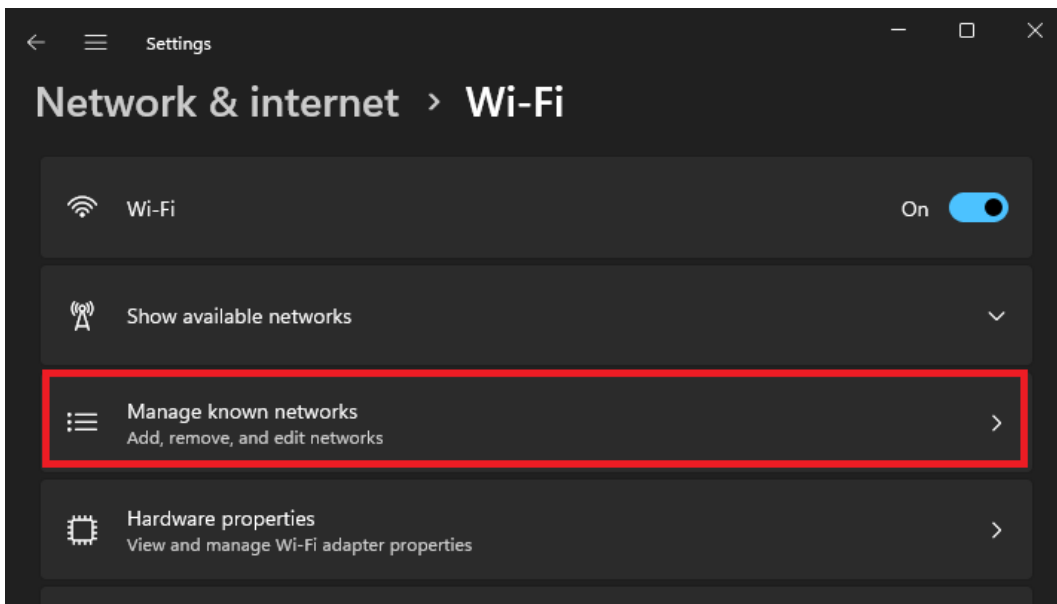 Settings
Network & internet > Wi-Fi
Wi-Fi
On
Show available networks
Manage known networks
Add, remove, and edit networks
Hardware properties
View and manage Wi-Fi adapter properties